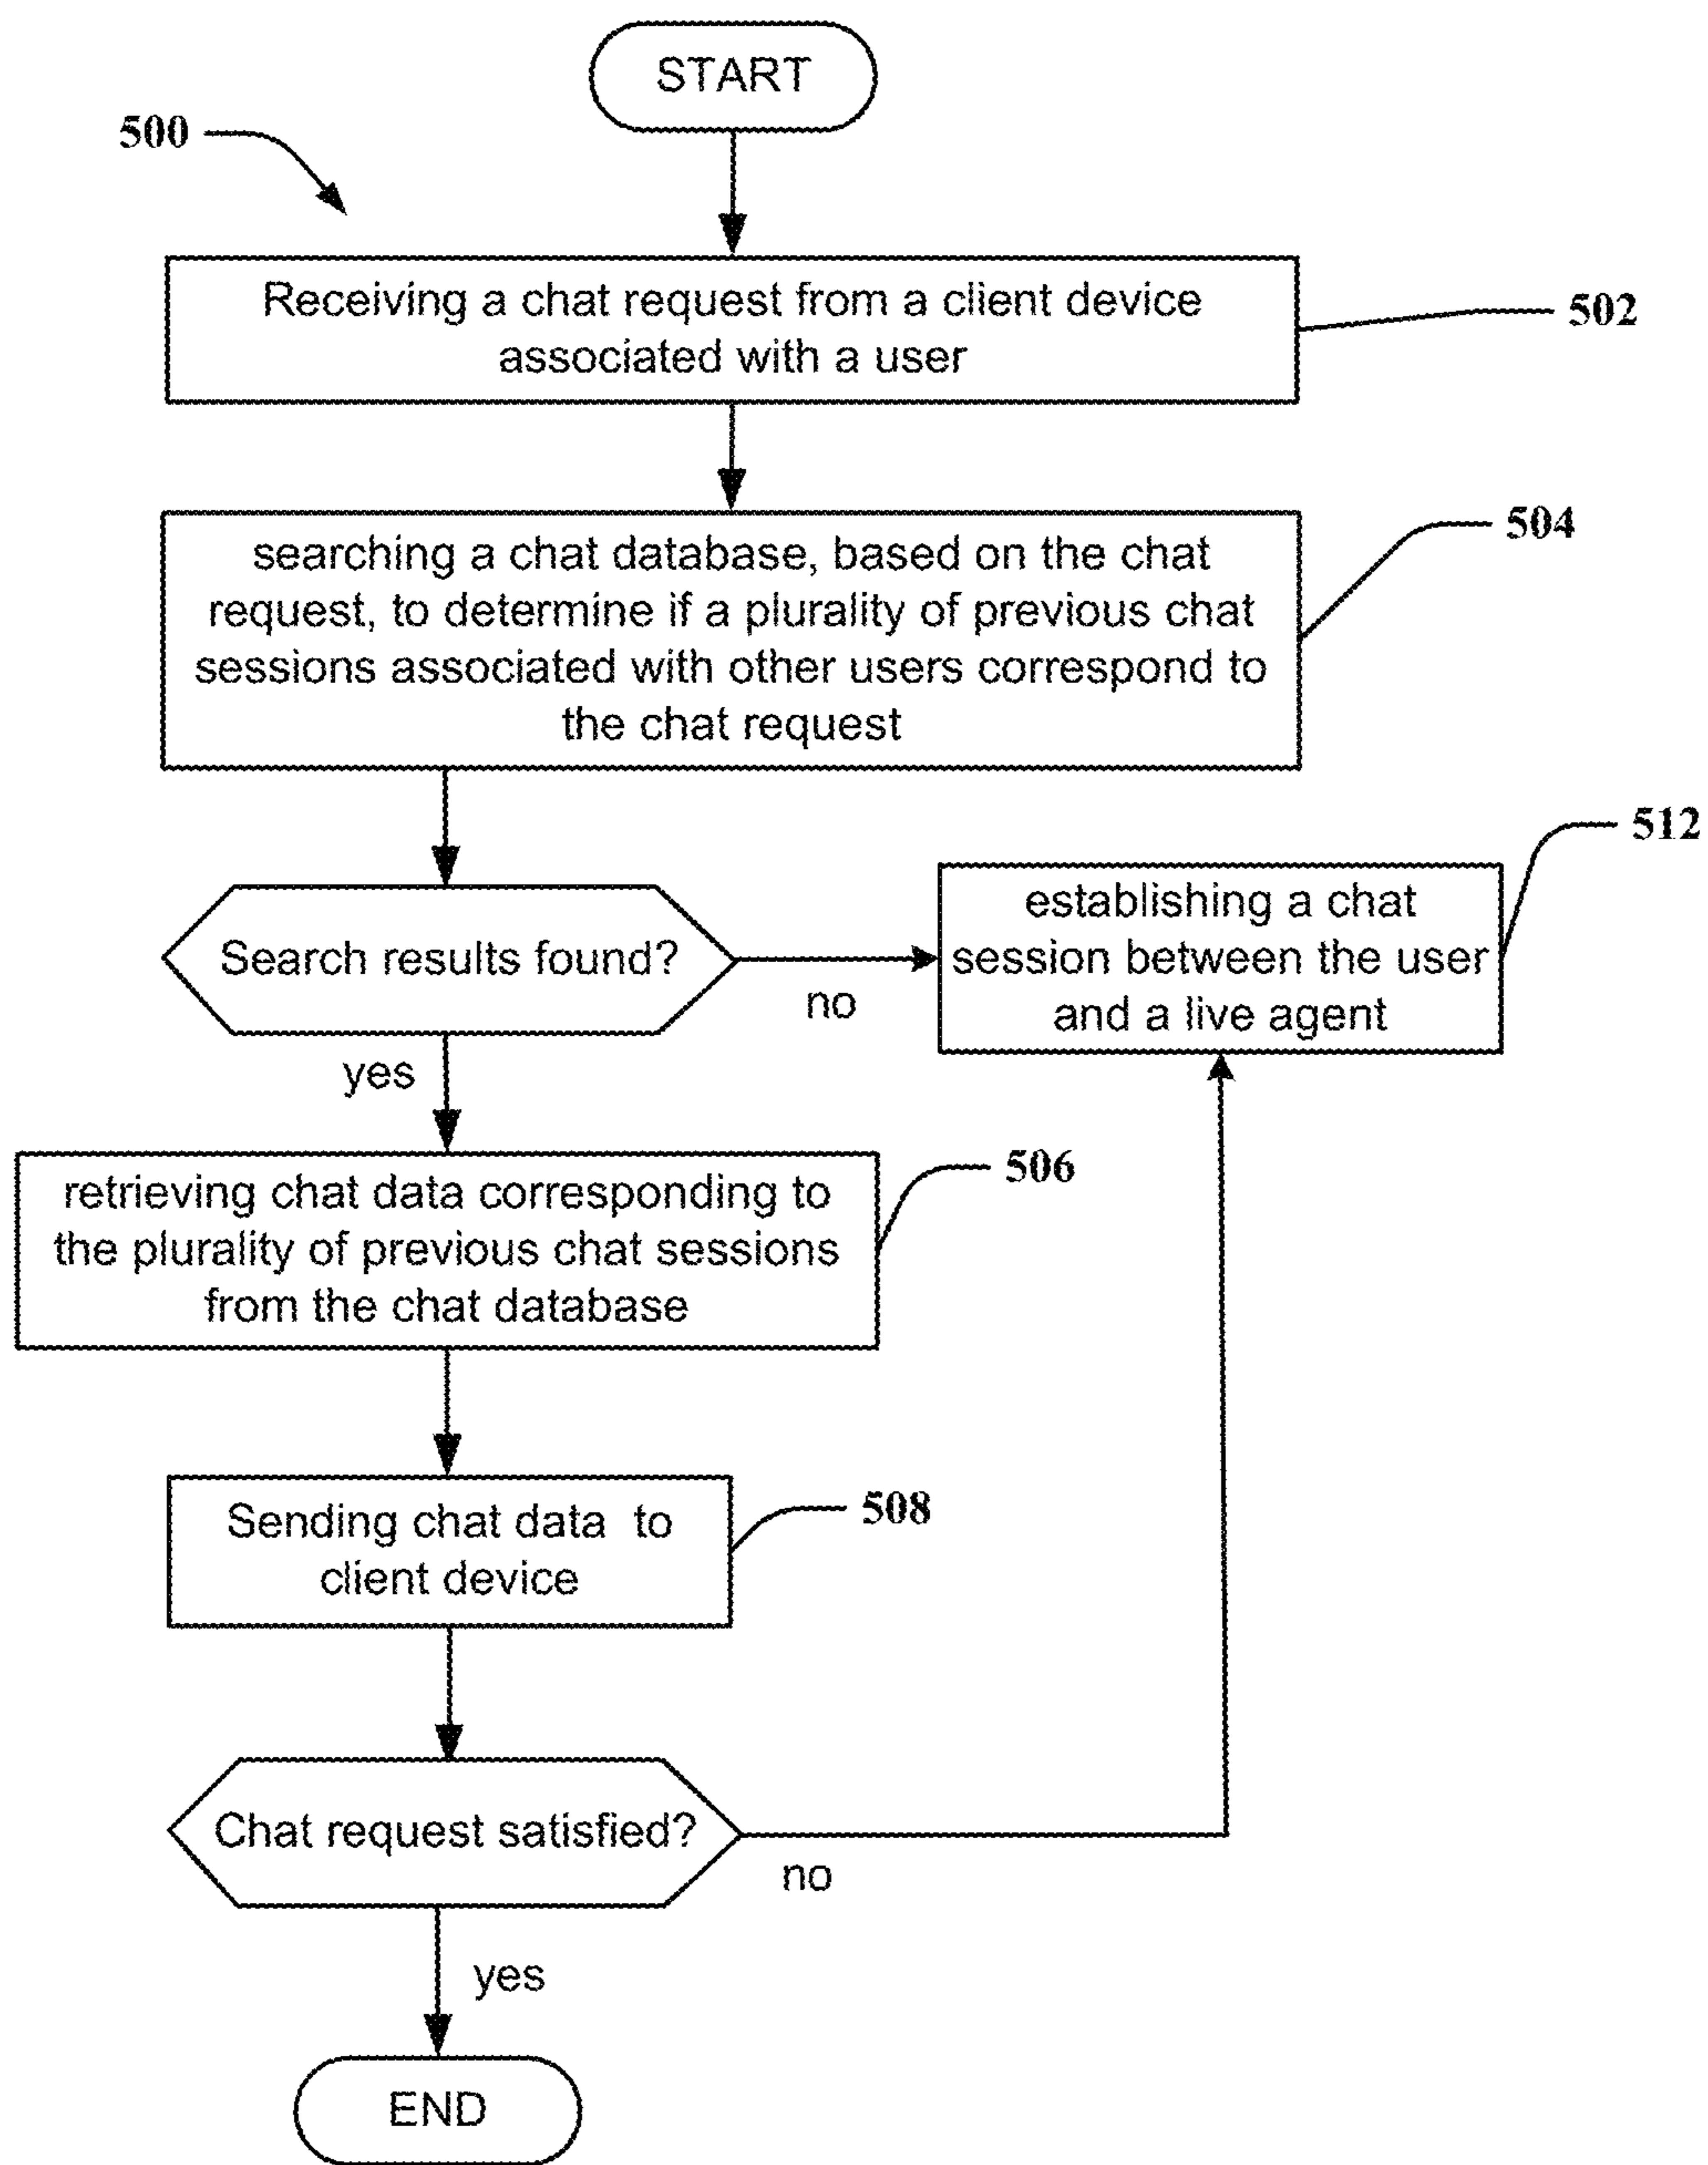 START
500
Receiving a chat request from a client device
associated with a user
502
searching a chat database, based on the chat
request, to determine if a plurality of previous chat
sessions associated with other users correspond to
the chat request
504
512
establishing a chat
session between the user
and a live agent
Search results found?
no
yes
506
retrieving chat data corresponding to
the plurality of previous chat sessions
from the chat database
508
Sending chat data to
client device
Chat request satisfied?
no
yes
END